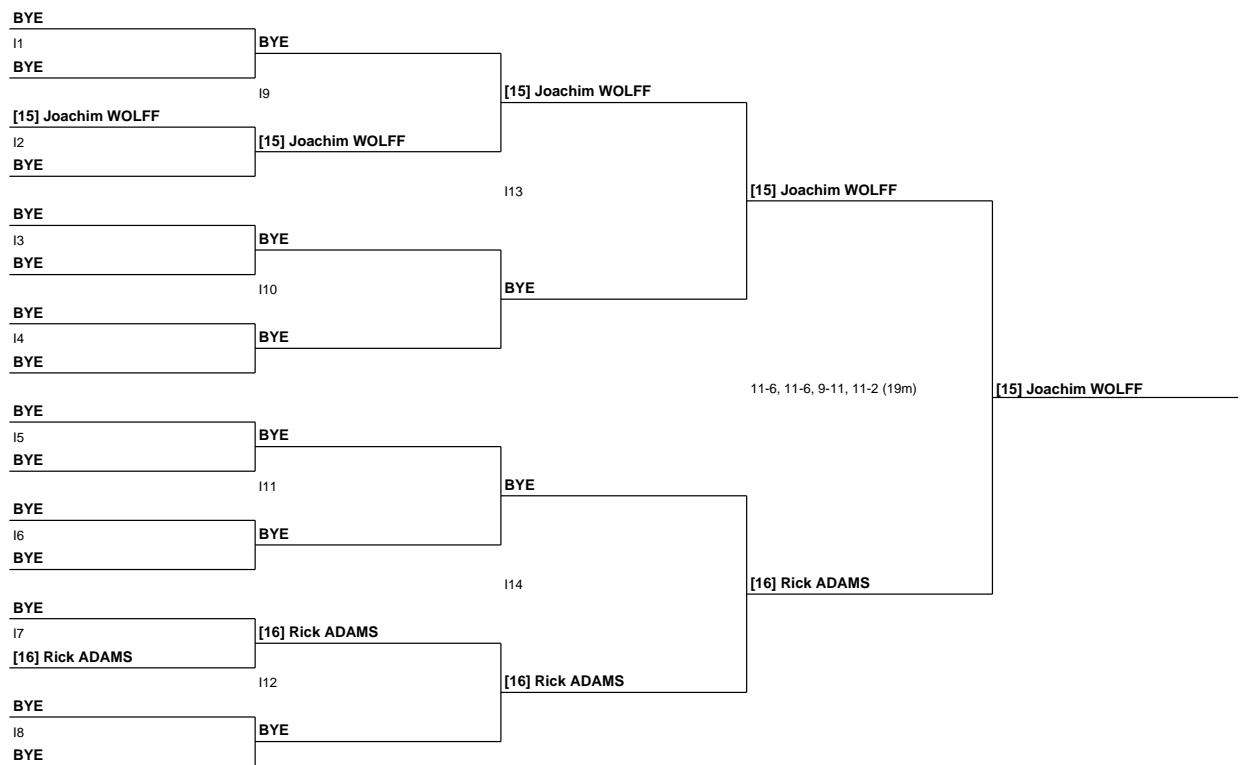 BYE
I1
BYE
BYE
I9
[15] Joachim WOLFF
[15] Joachim WOLFF
I2
[15] Joachim WOLFF
BYE
I13
[15] Joachim WOLFF
BYE
I3
BYE
BYE
I10
BYE
BYE
I4
BYE
BYE
11-6, 11-6, 9-11, 11-2 (19m)
[15] Joachim WOLFF
BYE
I5
BYE
BYE
I11
BYE
BYE
I6
BYE
BYE
I14
[16] Rick ADAMS
BYE
I7
[16] Rick ADAMS
[16] Rick ADAMS
I12
[16] Rick ADAMS
BYE
I8
BYE
BYE